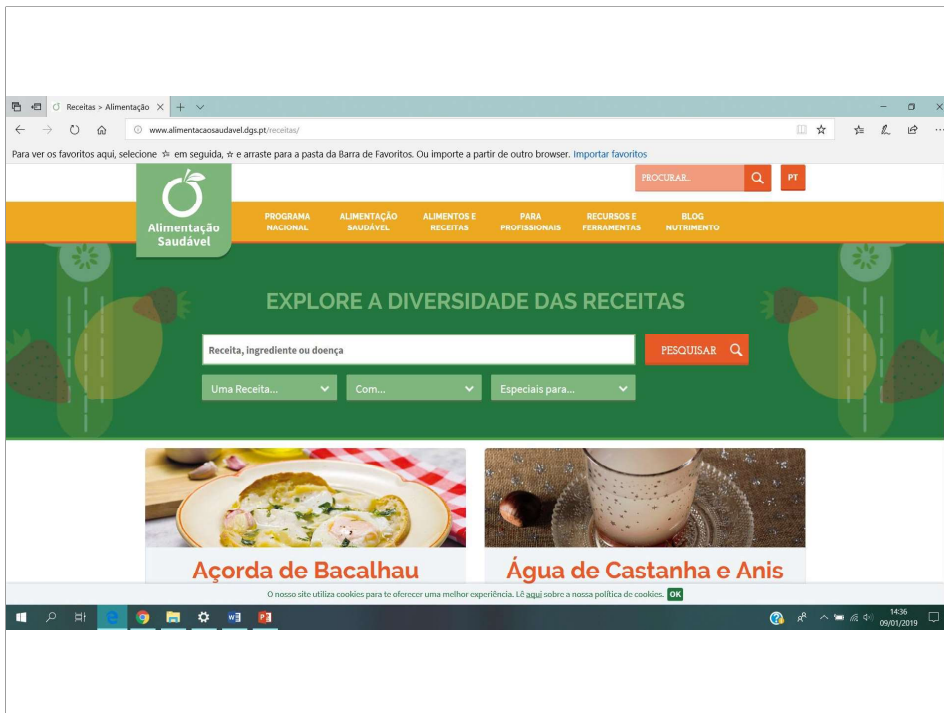 Receitas > Alimentação
www.alimentacaosaudavel.dgs.pt/receitas/
Para ver os favoritos aqui, selecione em seguida, e arraste para a pasta da Barra de Favoritos. Ou importe a partir de outro browser. Importar favoritos
PROCURAR...
PT
Alimentação
Saudável
PROGRAMA
NACIONAL
ALIMENTAÇÃO
SAUDÁVEL
ALIMENTOS E
RECEITAS
PARA
PROFISSIONAIS
RECURSOS E
FERRAMENTAS
BLOG
NUTRIMENTO
EXPLORE A DIVERSIDADE DAS RECEITAS
Receita, ingrediente ou doença
PESQUISAR
Uma Receita...
Com...
Especiais para...
Açorda de Bacalhau
Água de Castanha e Anis
O nosso site utiliza cookies para te oferecer uma melhor experiência. Lê aqui sobre a nossa política de cookies. OK
14:36
09/01/2019